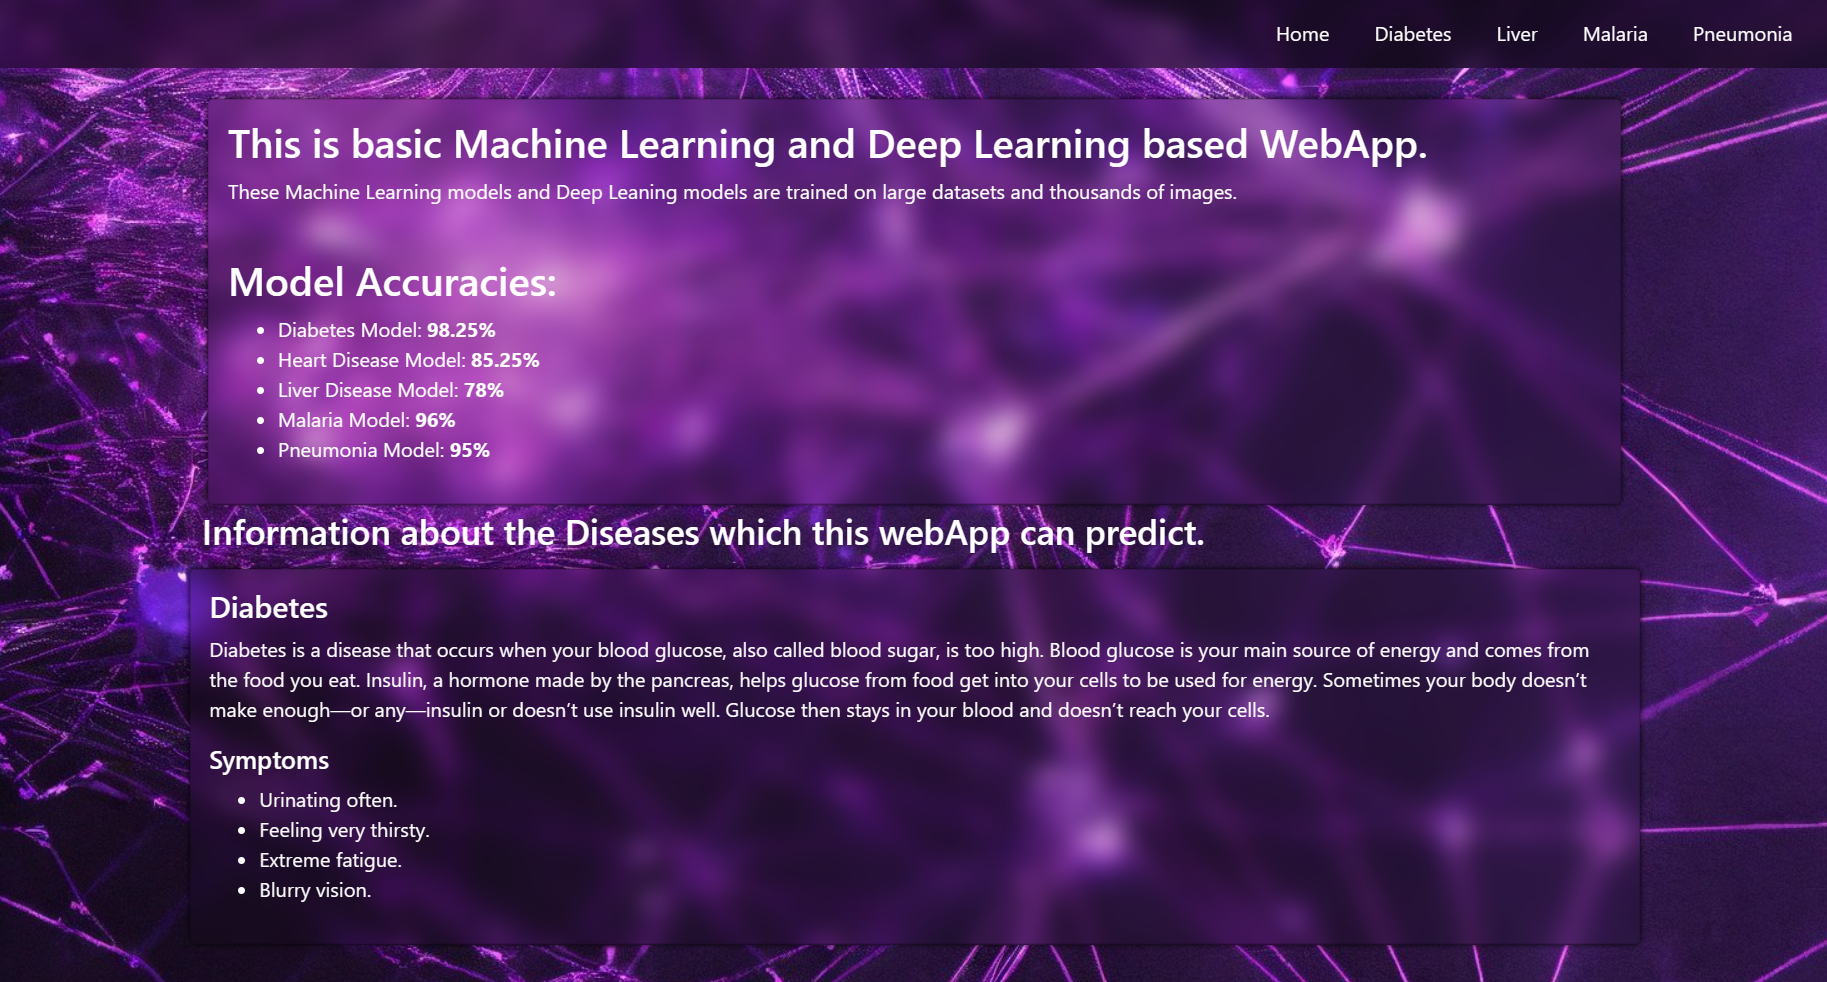 Home Diabetes Liver Malaria Pneumonia
This is basic Machine Learning and Deep Learning based WebApp.
These Machine Learning models and Deep Leaning models are trained on large datasets and thousands of images.
Model Accuracies:
• Diabetes Model: 98.25%
• Heart Disease Model: 85.25%
• Liver Disease Model: 78%
• Malaria Model: 96%
• Pneumonia Model: 95%
Information about the Diseases which this webApp can predict.
Diabetes
Diabetes is a disease that occurs when your blood glucose, also called blood sugar, is too high. Blood glucose is your main source of energy and comes from
the food you eat. Insulin, a hormone made by the pancreas, helps glucose from food get into your cells to be used for energy. Sometimes your body doesn’t
make enough—or any—insulin or doesn’t use insulin well. Glucose then stays in your blood and doesn’t reach your cells.
Symptoms
• Urinating often.
• Feeling very thirsty.
• Extreme fatigue.
• Blurry vision.